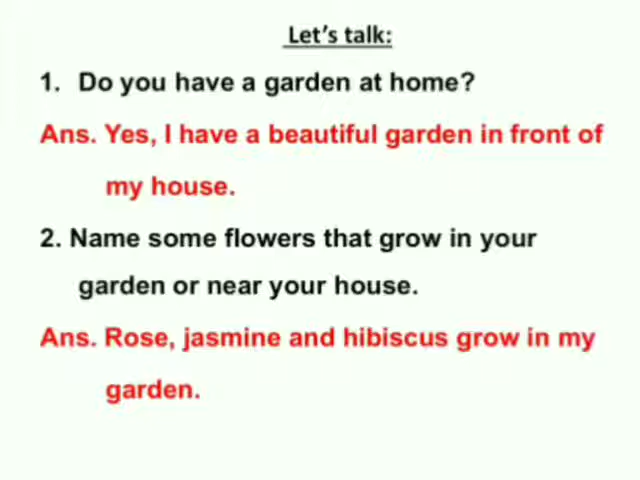 Let's talk:
1. Do you have a garden at home?
Ans. Yes, I have a beautiful garden in front of
my house.
2. Name some flowers that grow in your
garden or near your house.
Ans. Rose, jasmine and hibiscus grow in my
garden.